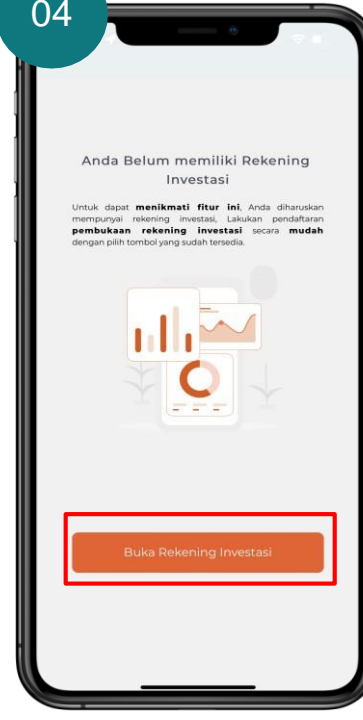 04
Anda Belum memiliki Rekening
Investasi
Untuk dapat menikmati fitur ini, Anda diharuskan
mempunyai rekening investasi, Lakukan pendaftaran
pembukaan rekening investasi secara mudah
dengan pilih tombol yang sudah tersedia.
Buka Rekening Investasi